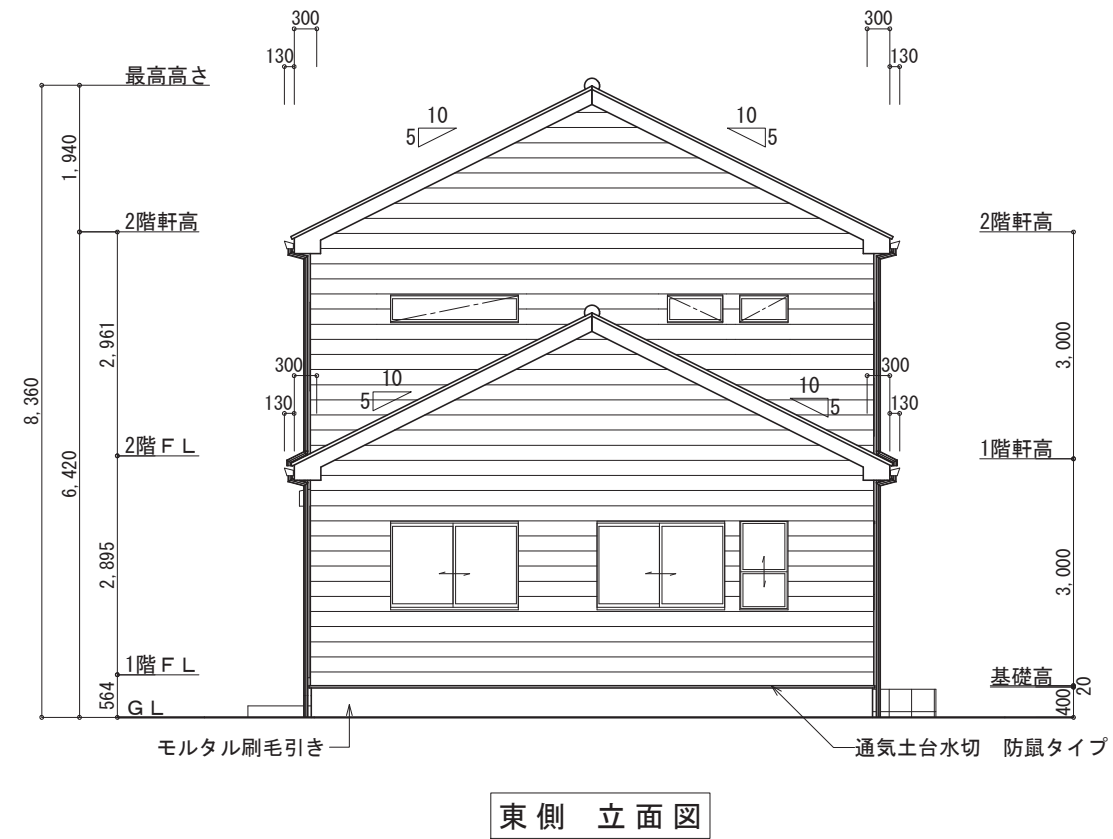 300
300
130
130
最高高さ
10
5
10
5
1,940
2階軒高
2階軒高
2,961
3,000
8,360
300
300
10
5
10
5
130
130
2階ＦＬ
1階軒高
6,420
2,895
3,000
1階ＦＬ
基礎高
564
400
20
ＧＬ
モルタル刷毛引き
通気土台水切　防鼠タイプ
東側　立面図